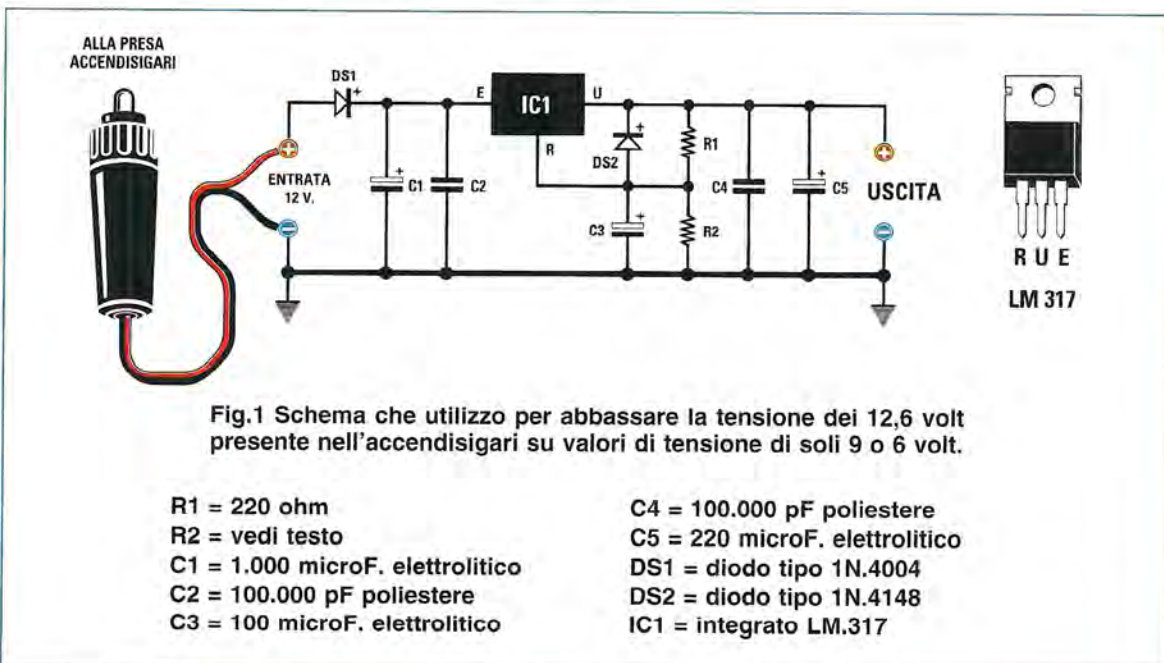 ALLA PRESA
ACCENDISIGARI
DS1
+
E
IC1
U
R
+
DS2
R1
ENTRATA
12 V.
+
C1
C2
+
C3
R2
C4
+
C5
USCITA
R U E
LM 317
Fig.1 Schema che utilizzo per abbassare la tensione dei 12,6 volt
presente nell'accendisigari su valori di tensione di soli 9 o 6 volt.
R1 = 220 ohm
R2 = vedi testo
C1 = 1.000 microF. elettrolitico
C2 = 100.000 pF poliestere
C3 = 100 microF. elettrolitico
C4 = 100.000 pF poliestere
C5 = 220 microF. elettrolitico
DS1 = diodo tipo 1N.4004
DS2 = diodo tipo 1N.4148
IC1 = integrato LM.317